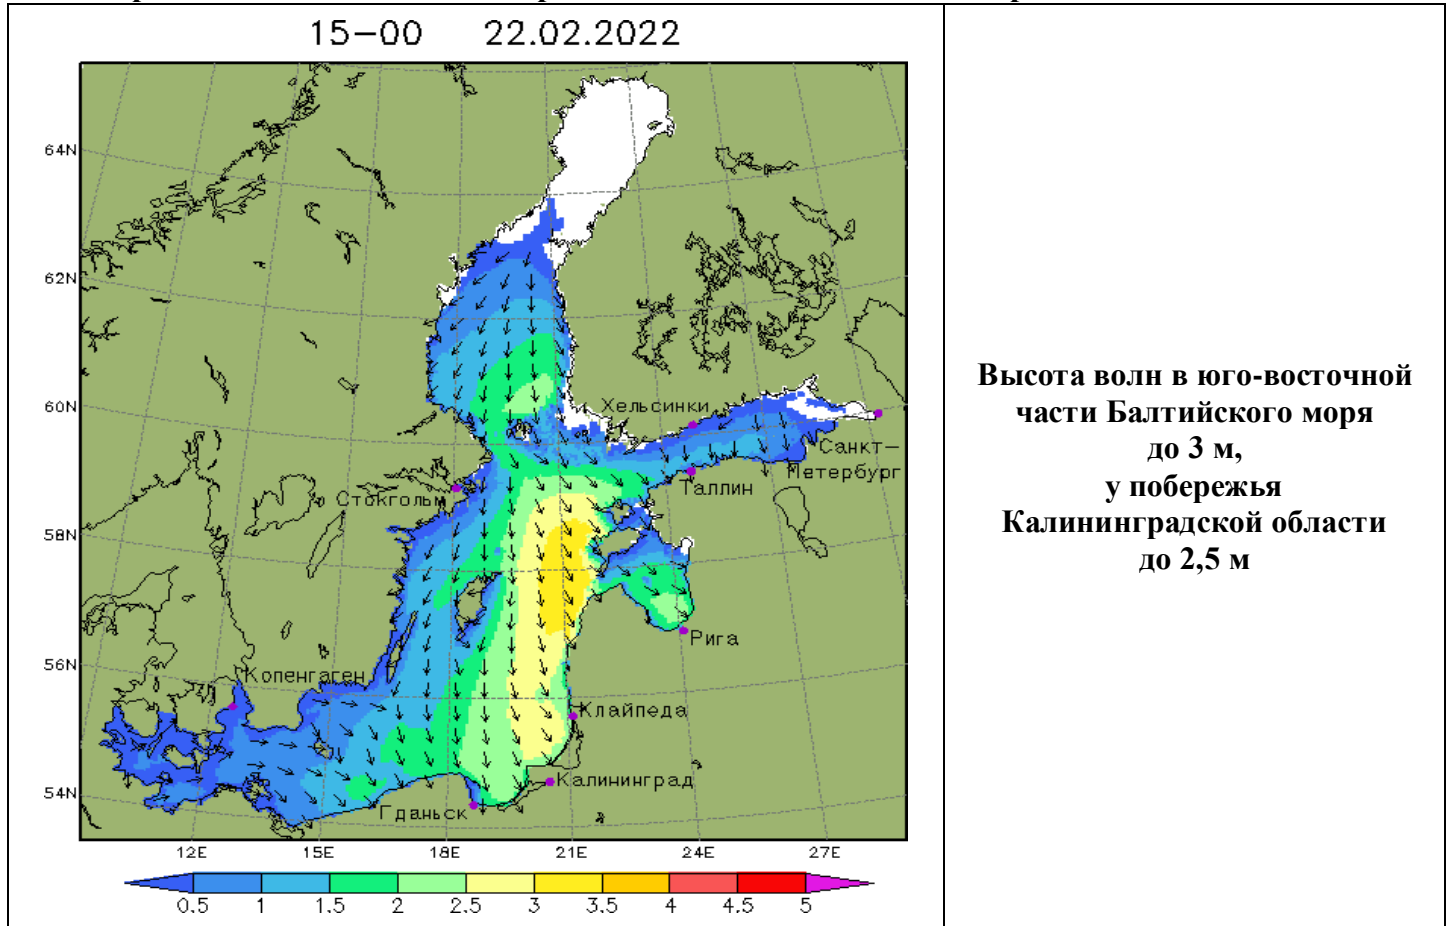 15-00 22.02.2022
64N
62N
60N
58N
56N
54N
Хельсинки
Санкт-
Петербург
Таллин
Стокгольм
Рига
Копенгаген
Клайпеда
Калининград
Гданьск
12E 15E 18E 21E 24E 27E
0.5 1 1.5 2 2.5 3 3.5 4 4.5 5
Высота волн в юго-восточной
части Балтийского моря
до 3 м,
у побережья
Калининградской области
до 2,5 м